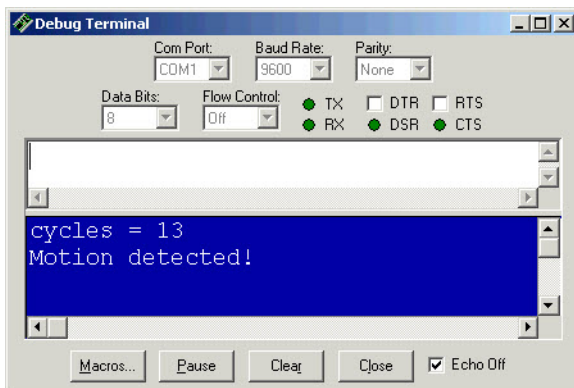 Debug Terminal
Com Port: Baud Rate: Parity:
COM1 9600 None
Data Bits: Flow Control: TX DTR RTS
8 Off RX DSR CTS
cycles = 13
Motion detected!
Macros... Pause Clear Close Echo Off